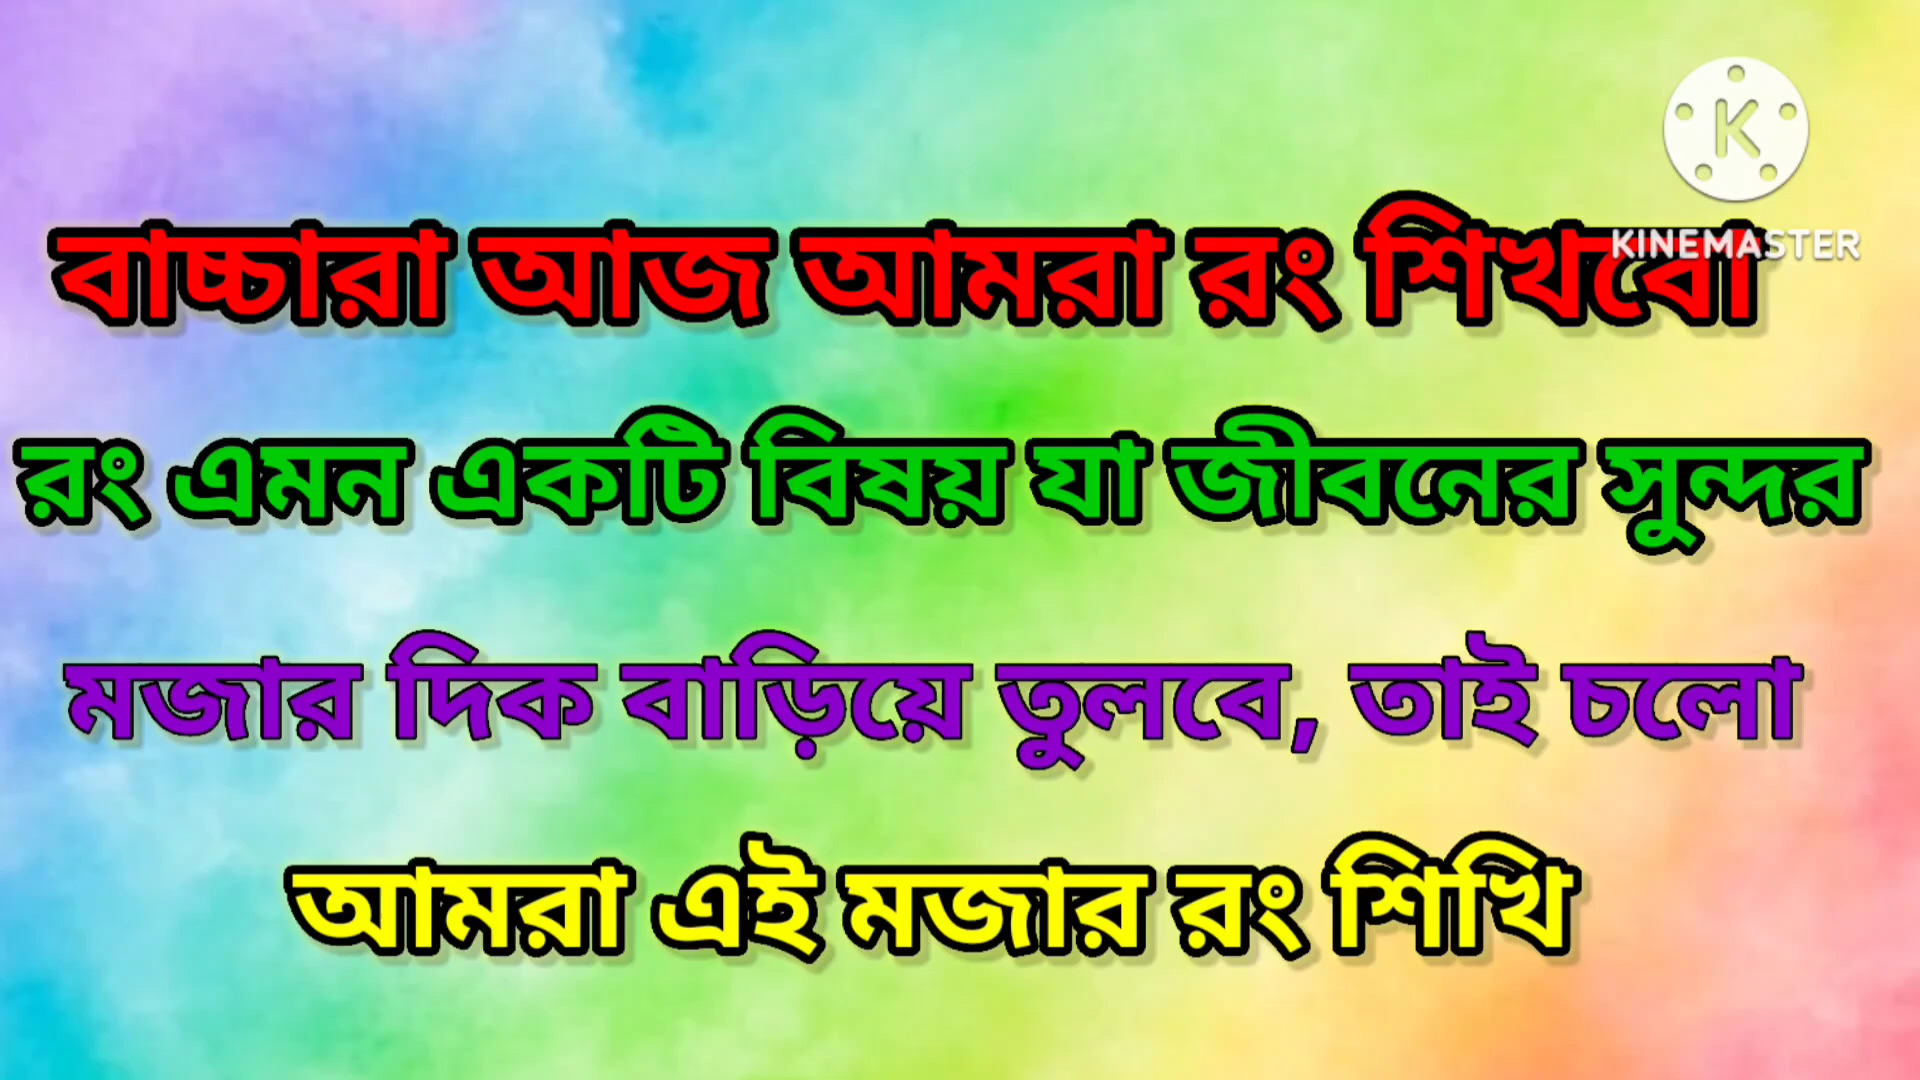 KINEMASTER
বাচ্চারা আজ আমরা রং শিখবো
রং এমন একটি বিষয় যা জীবনের সুন্দর
মজার দিক বাড়িয়ে তুলবে, তাই চলো
আমরা এই মজার রং শিখি